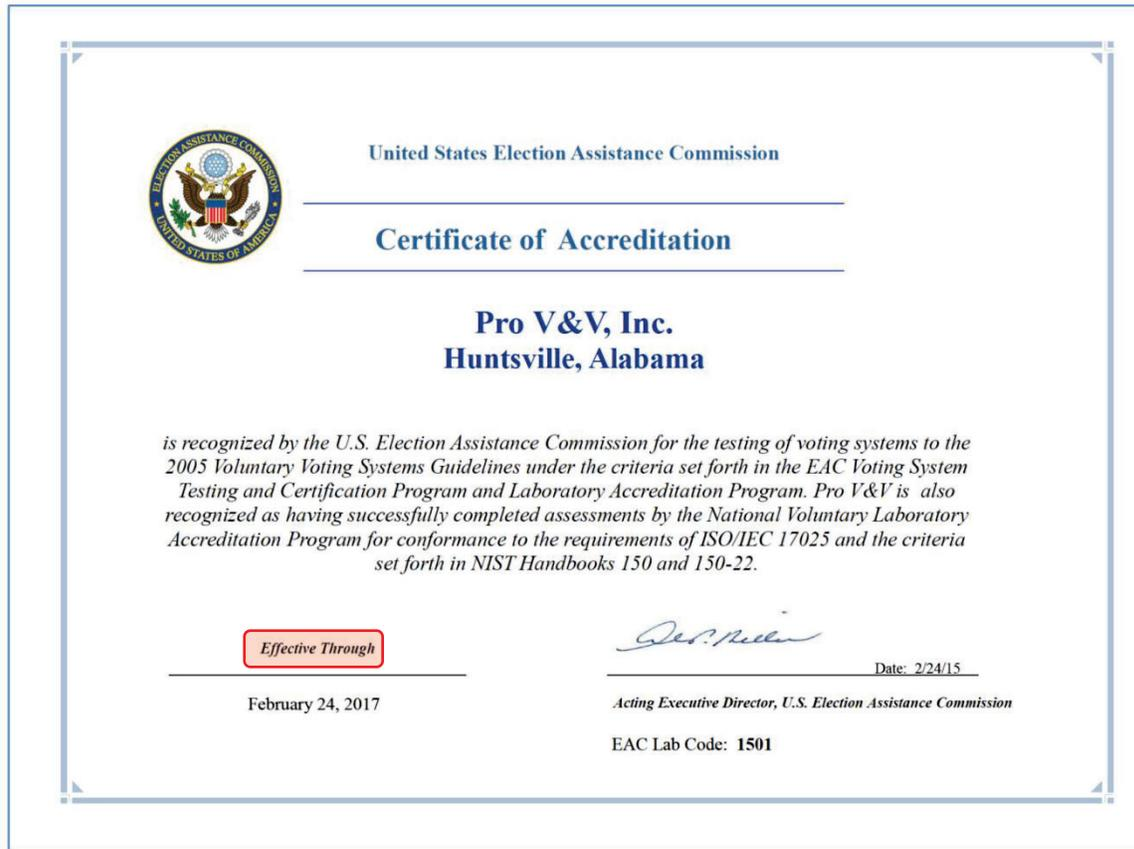 ELECTION ASSISTANCE COMMISSION
UNITED STATES OF AMERICA
United States Election Assistance Commission
Certificate of Accreditation
Pro V&V, Inc.
Huntsville, Alabama
is recognized by the U.S. Election Assistance Commission for the testing of voting systems to the
2005 Voluntary Voting Systems Guidelines under the criteria set forth in the EAC Voting System
Testing and Certification Program and Laboratory Accreditation Program. Pro V&V is also
recognized as having successfully completed assessments by the National Voluntary Laboratory
Accreditation Program for conformance to the requirements of ISO/IEC 17025 and the criteria
set forth in NIST Handbooks 150 and 150-22.
Effective Through
February 24, 2017
Date: 2/24/15
Acting Executive Director, U.S. Election Assistance Commission
EAC Lab Code: 1501